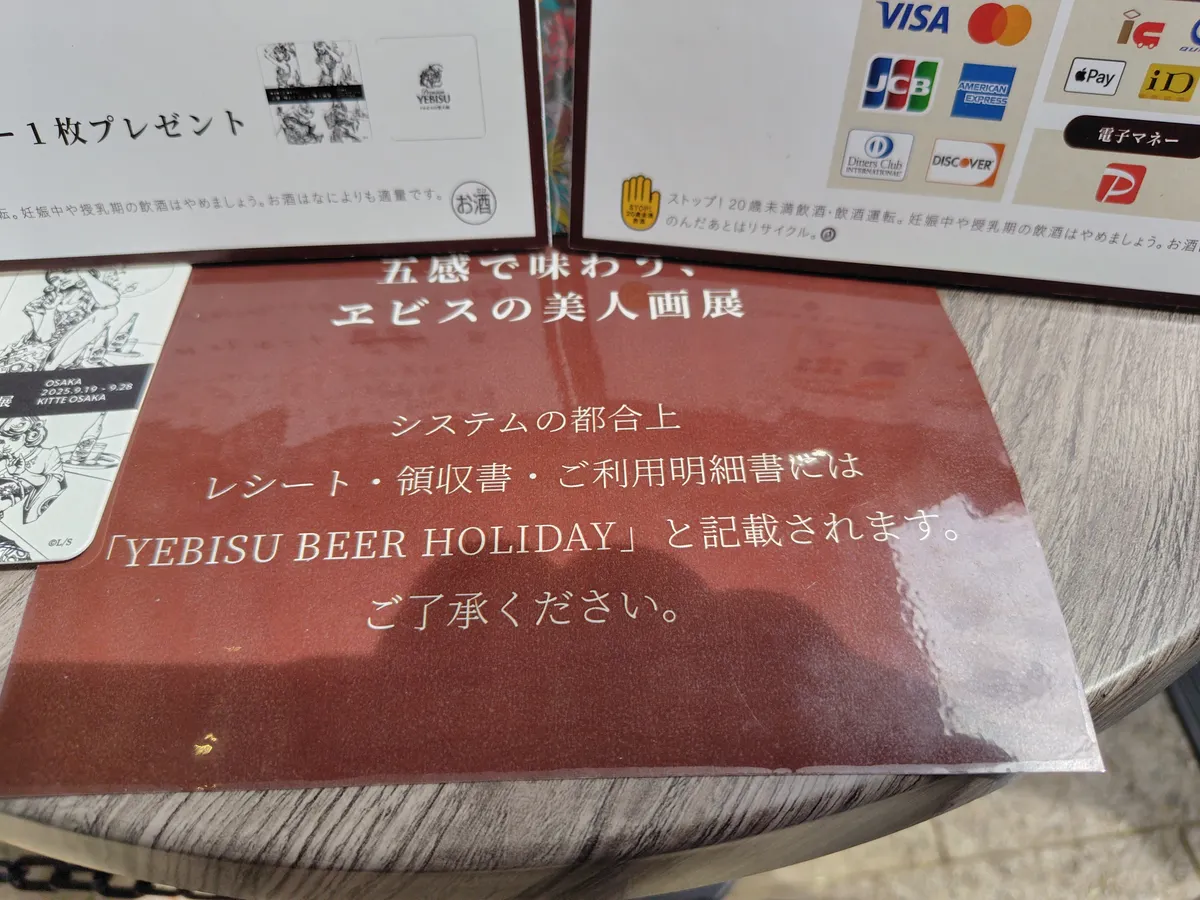 ー1枚プレゼント
Premium
YEBISU
転。妊娠中や授乳期の飲酒はやめましょう。お酒はなによりも適量です。
お酒
VISA
JCB
AMERICAN
EXPRESS
Diners Club
INTERNATIONAL
DISCOVER
Pay
iD
電子マネー
STOP!
ストップ!20歳未満飲酒・飲酒運転。妊娠中や授乳期の飲酒はやめましょう。お酒
のんだあとはリサイクル。
五感で味わう、
ヱビスの美人画展
展
OSAKA
2025.9.19 - 9.28
KITTE OSAKA
©L/S
システムの都合上
レシート・領収書・ご利用明細書には
「YEBISU BEER HOLIDAY」と記載されます。
ご了承ください。